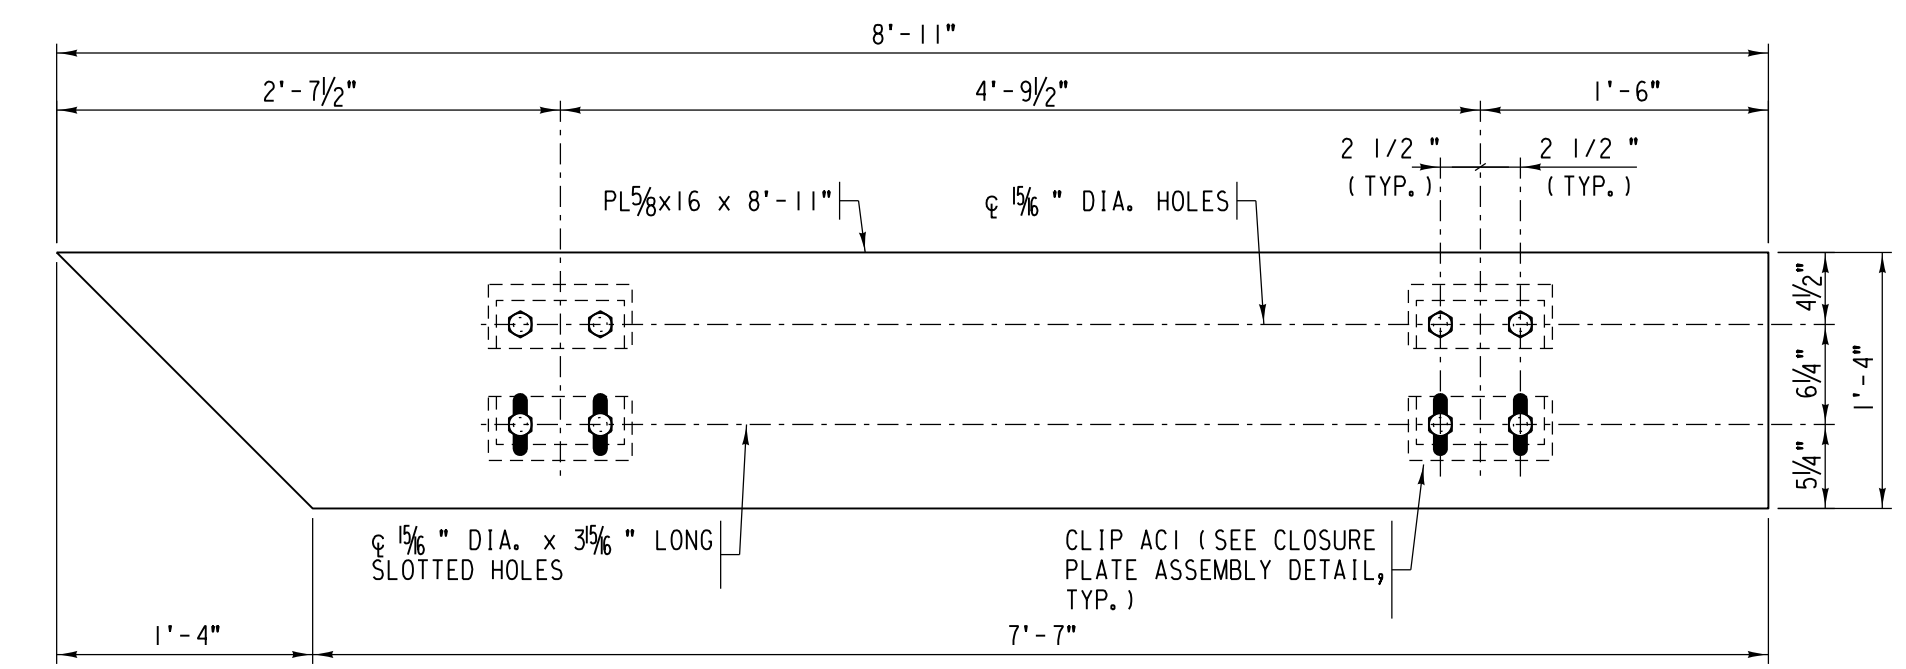 8'-11"
2'-7½"
4'-9½"
1'-6"
2 1/2 "
(TYP.)
2 1/2 "
(TYP.)
PL⅝x16 x 8'-11"
℄ 15/16 " DIA. HOLES
4½"
6¼"
5¼"
1'-4"
℄ 15/16 " DIA. x 315/16 " LONG
SLOTTED HOLES
CLIP AC1 (SEE CLOSURE
PLATE ASSEMBLY DETAIL,
TYP.)
1'-4"
7'-7"